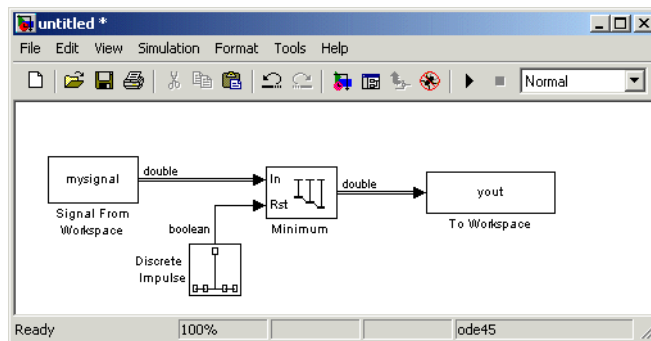 untitled *
File Edit View Simulation Format Tools Help
Normal
mysignal
double
In
Rst
double
yout
Signal From
Workspace
boolean
Minimum
To Workspace
Discrete
Impulse
Ready
100%
ode45